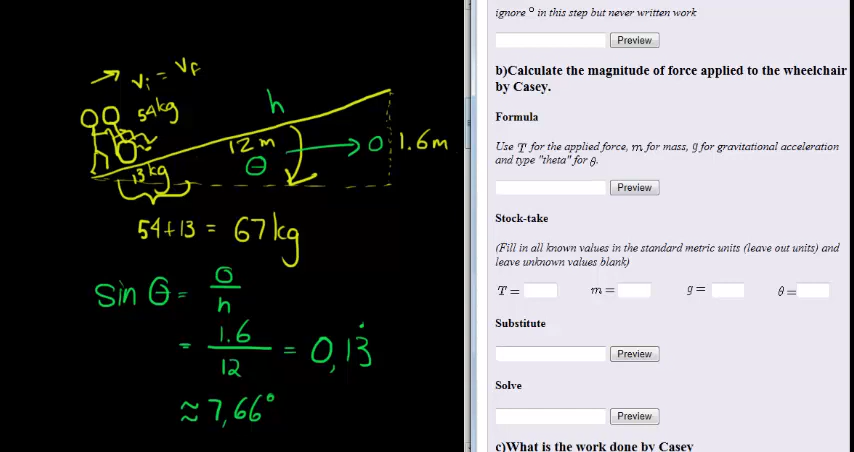 Vi = VF
54kg
h
12 m
θ
O
1.6m
13kg
54+13 = 67kg
Sin θ = O/h
= 1.6/12 = 0,13̇
≈ 7,66°
ignore ° in this step but never written work
Preview
b)Calculate the magnitude of force applied to the wheelchair
by Casey.
Formula
Use T for the applied force, m for mass, g for gravitational acceleration
and type "theta" for θ.
Preview
Stock-take
(Fill in all known values in the standard metric units (leave out units) and
leave unknown values blank)
T = m = g = θ =
Substitute
Preview
Solve
Preview
c)What is the work done by Casey